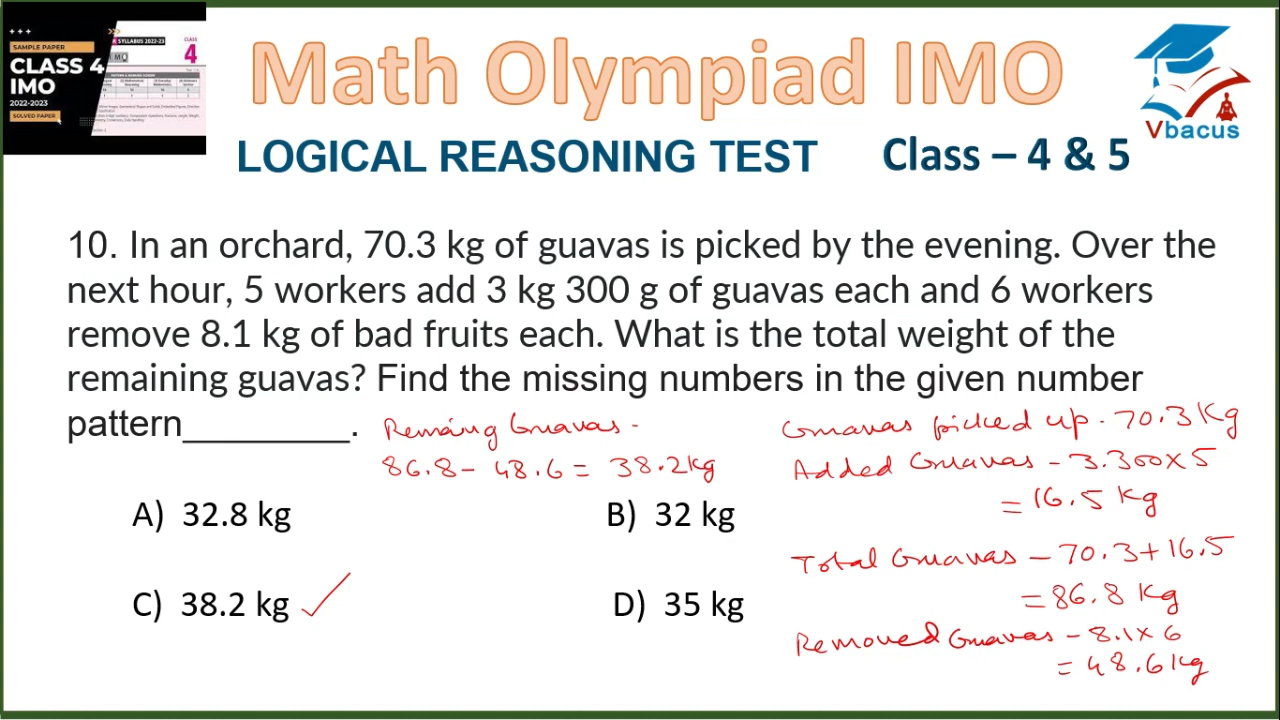 SAMPLE PAPER
CLASS 4
IMO
2022-2023
SOLVED PAPER
SYLLABUS 2022-23
CLASS
4
Math Olympiad IMO
Vbacus
LOGICAL REASONING TEST Class – 4 & 5
10. In an orchard, 70.3 kg of guavas is picked by the evening. Over the
next hour, 5 workers add 3 kg 300 g of guavas each and 6 workers
remove 8.1 kg of bad fruits each. What is the total weight of the
remaining guavas? Find the missing numbers in the given number
pattern________.
Remaing Guavas -
86.8 - 48.6 = 38.2 kg
Guavas picked up - 70.3 Kg
Added Guavas - 3.300 x 5
= 16.5 Kg
A) 32.8 kg B) 32 kg
Total Guavas - 70.3 + 16.5
= 86.8 Kg
C) 38.2 kg D) 35 kg
Removed Guavas - 8.1 x 6
= 48.6 kg